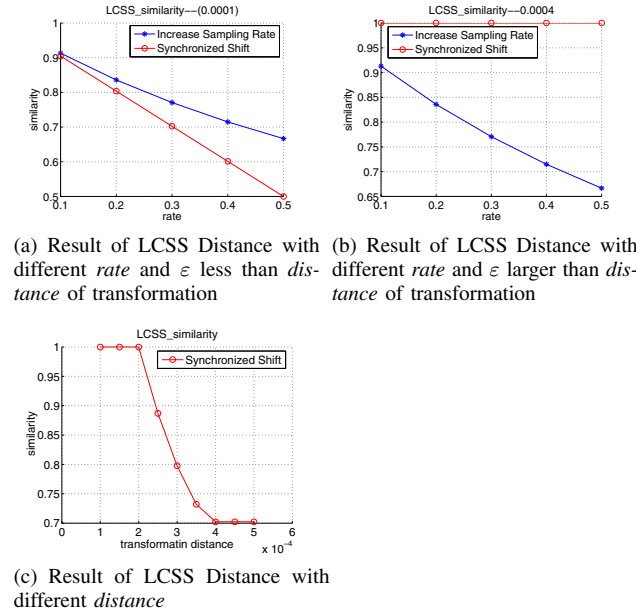 LCSS_similarity−−(0.0001)
Increase Sampling Rate
Synchronized Shift
1
0.9
0.8
0.7
0.6
0.5
similarity
0.1 0.2 0.3 0.4 0.5
rate
(a) Result of LCSS Distance with
different rate and ε less than dis-
tance of transformation
LCSS_similarity−−0.0004
Increase Sampling Rate
Synchronized Shift
1
0.95
0.9
0.85
0.8
0.75
0.7
0.65
similarity
0.1 0.2 0.3 0.4 0.5
rate
(b) Result of LCSS Distance with
different rate and ε larger than dis-
tance of transformation
LCSS_similarity
Synchronized Shift
1
0.95
0.9
0.85
0.8
0.75
0.7
similarity
0 1 2 3 4 5 6
transformatin distance
x 10⁻⁴
(c) Result of LCSS Distance with
different distance